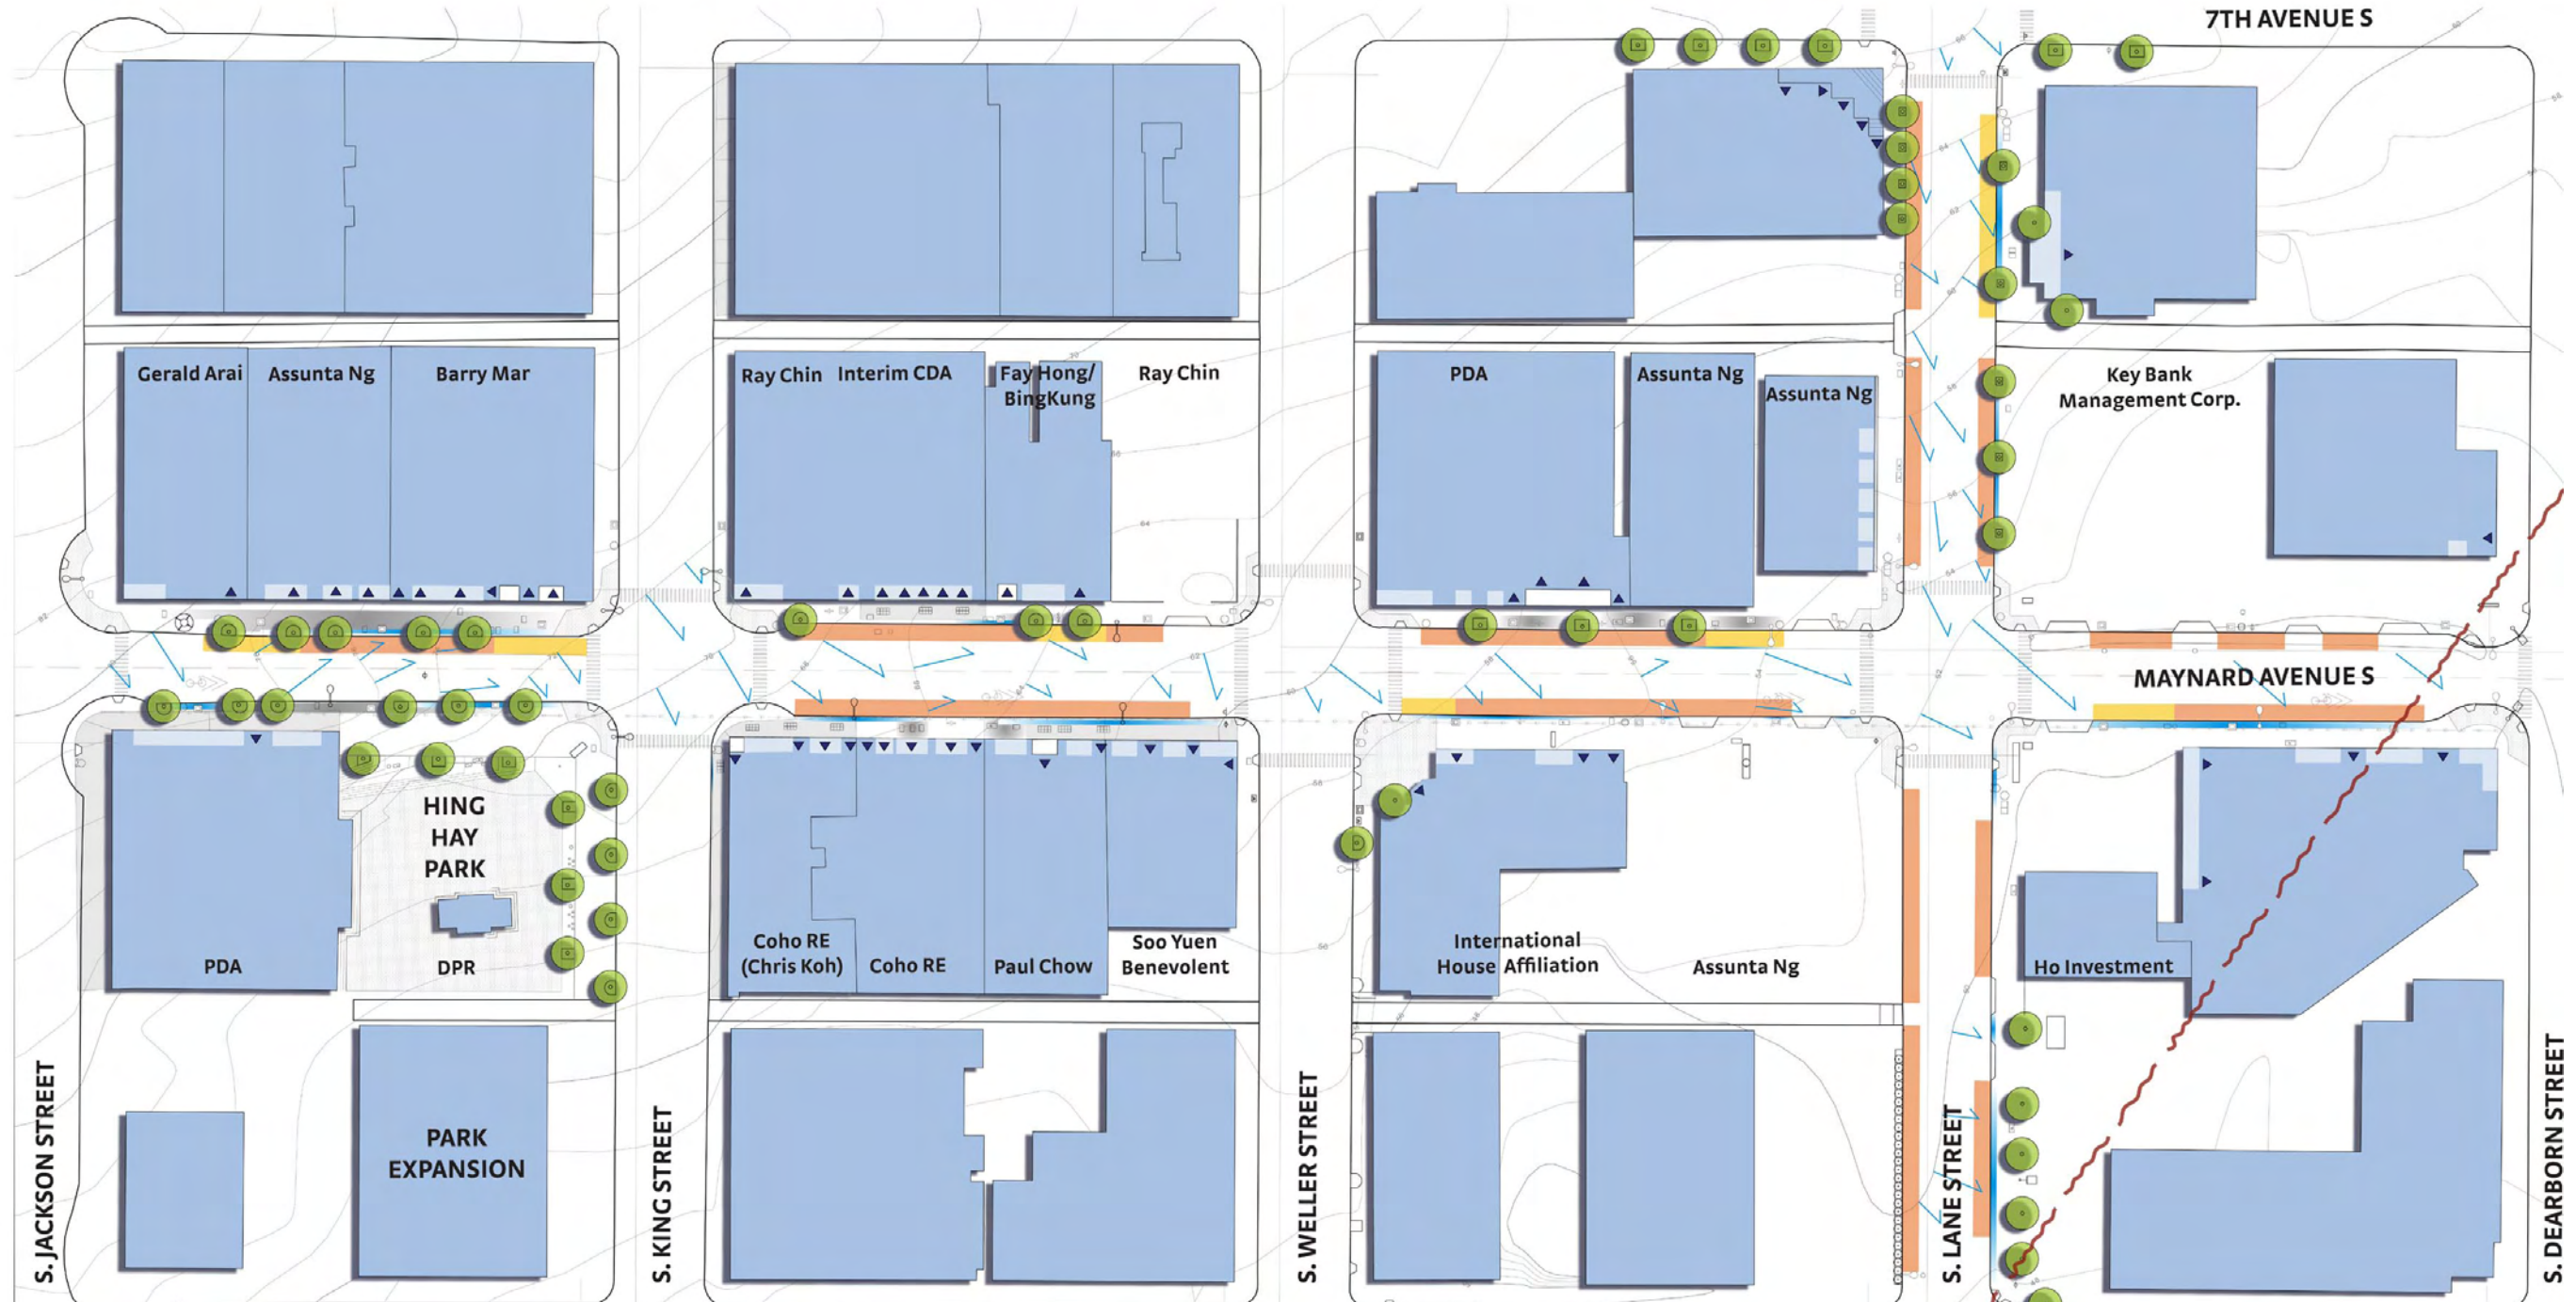 7TH AVENUE S
Gerald Arai
Assunta Ng
Barry Mar
Ray Chin
Interim CDA
Fay Hong/
BingKung
Ray Chin
PDA
Assunta Ng
Assunta Ng
Key Bank
Management Corp.
MAYNARD AVENUE S
HING
HAY
PARK
PDA
DPR
Coho RE
(Chris Koh)
Coho RE
Paul Chow
Soo Yuen
Benevolent
International
House Affiliation
Assunta Ng
Ho Investment
PARK
EXPANSION
S. JACKSON STREET
S. KING STREET
S. WELLER STREET
S. LANE STREET
S. DEARBORN STREET